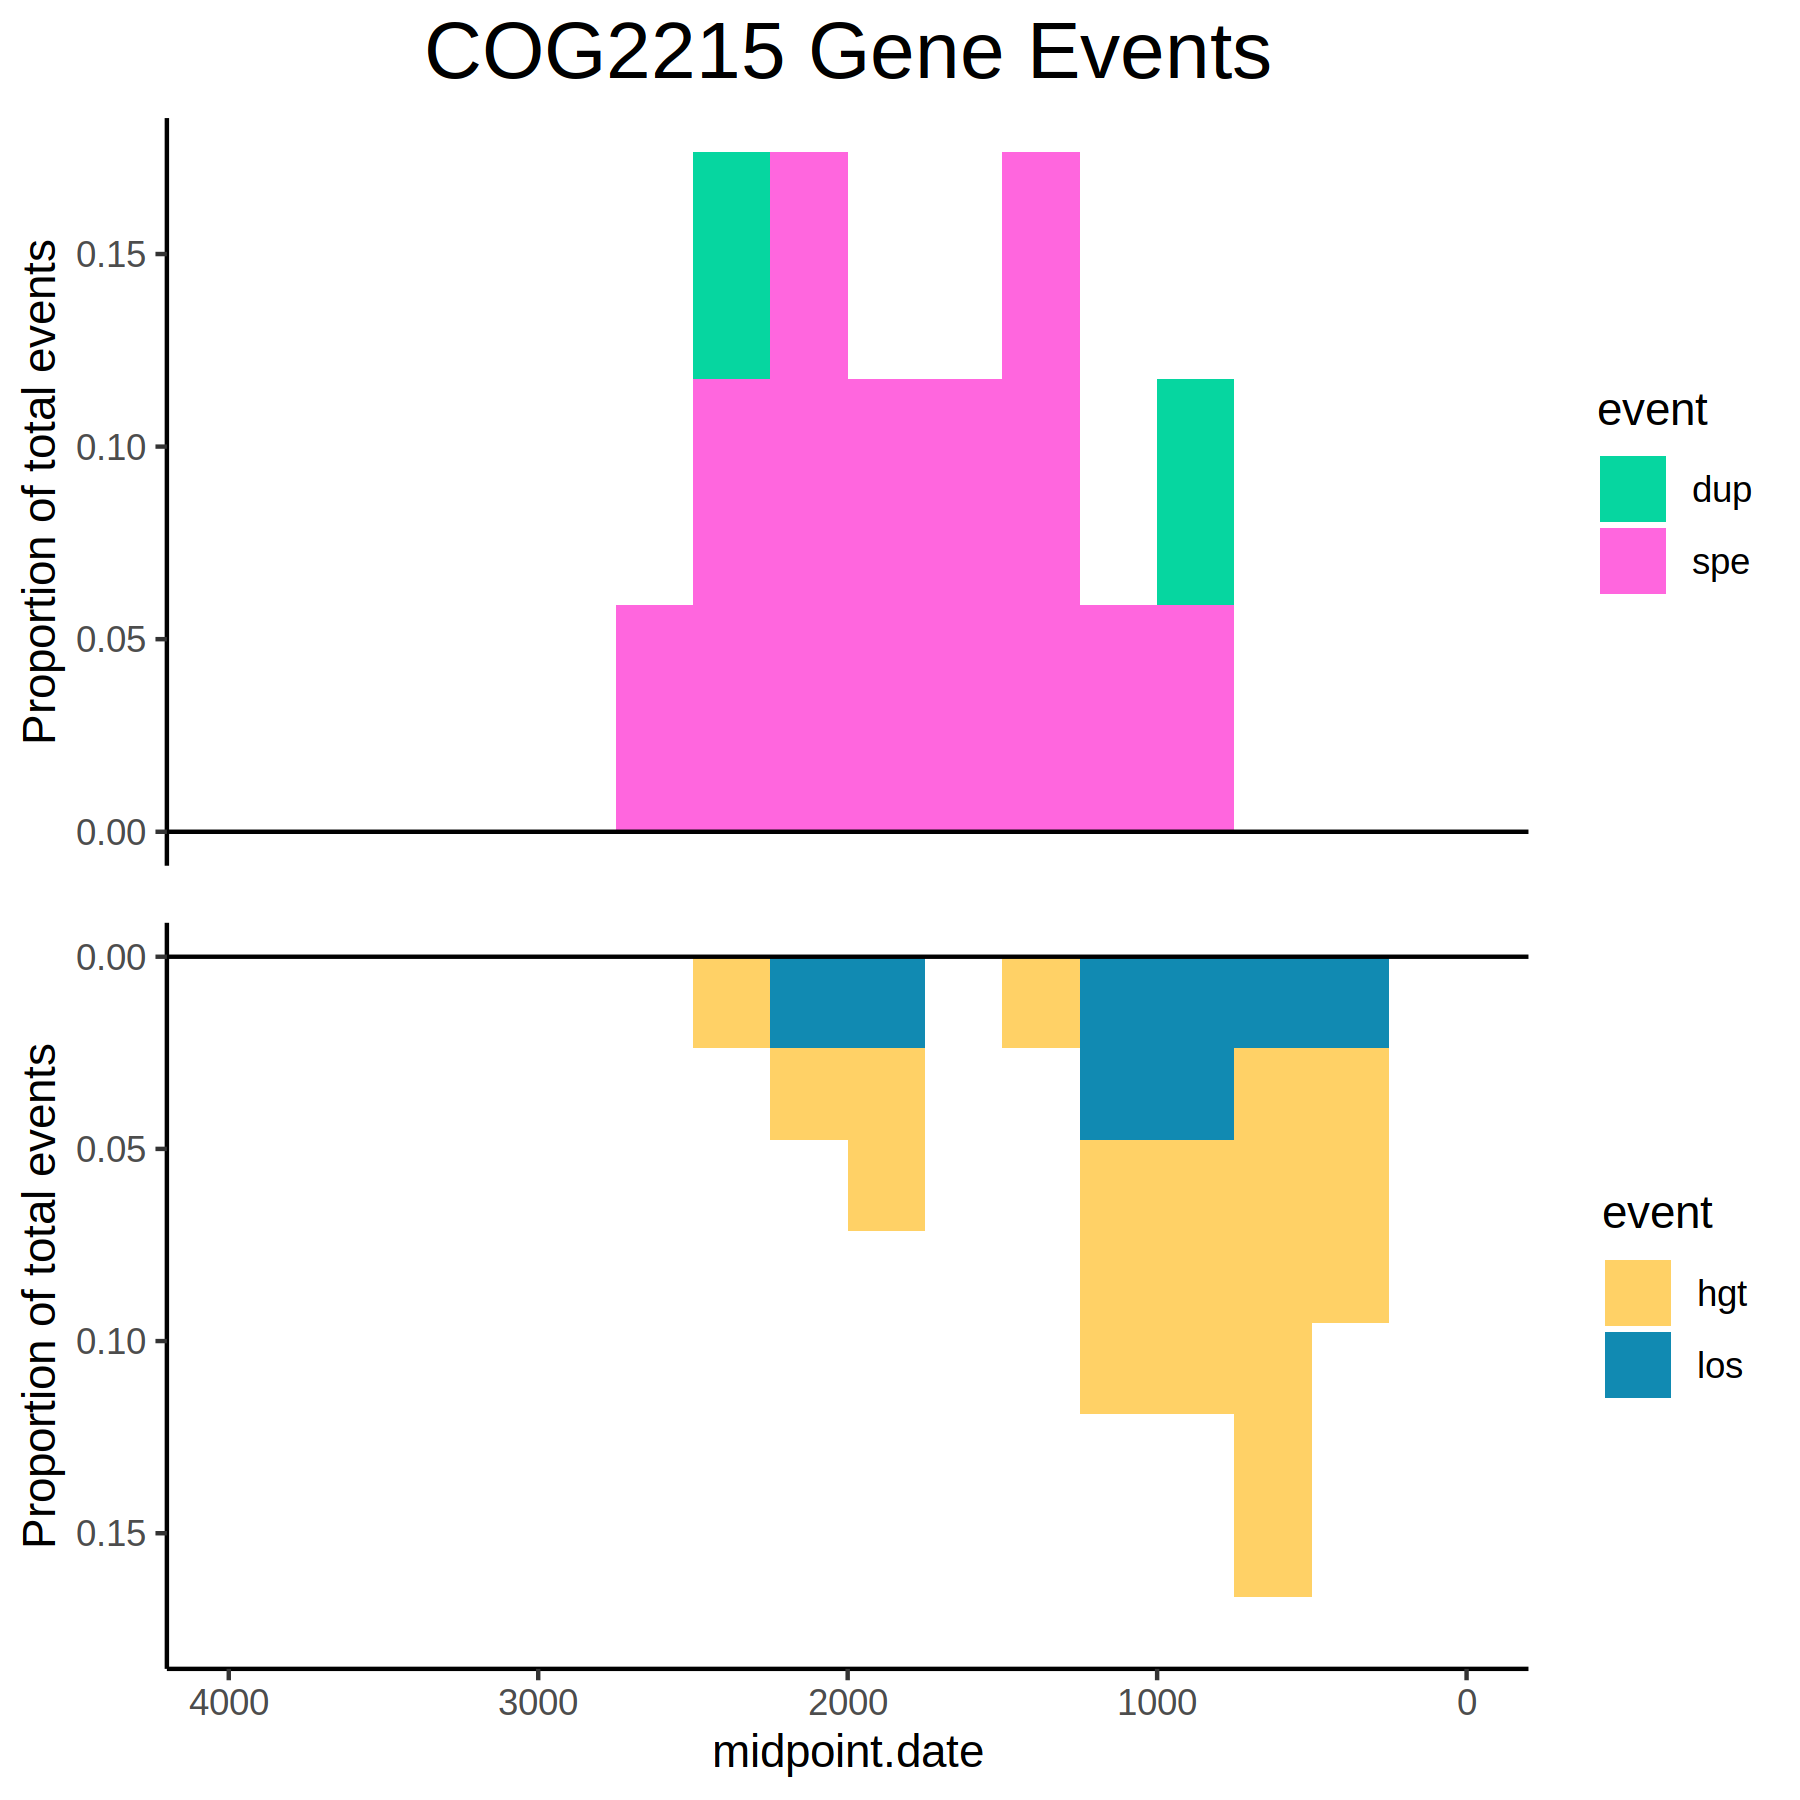 COG2215 Gene Events
Proportion of total events
0.15
0.10
0.05
0.00
event
dup
spe
Proportion of total events
0.00
0.05
0.10
0.15
event
hgt
los
4000 3000 2000 1000 0
midpoint.date